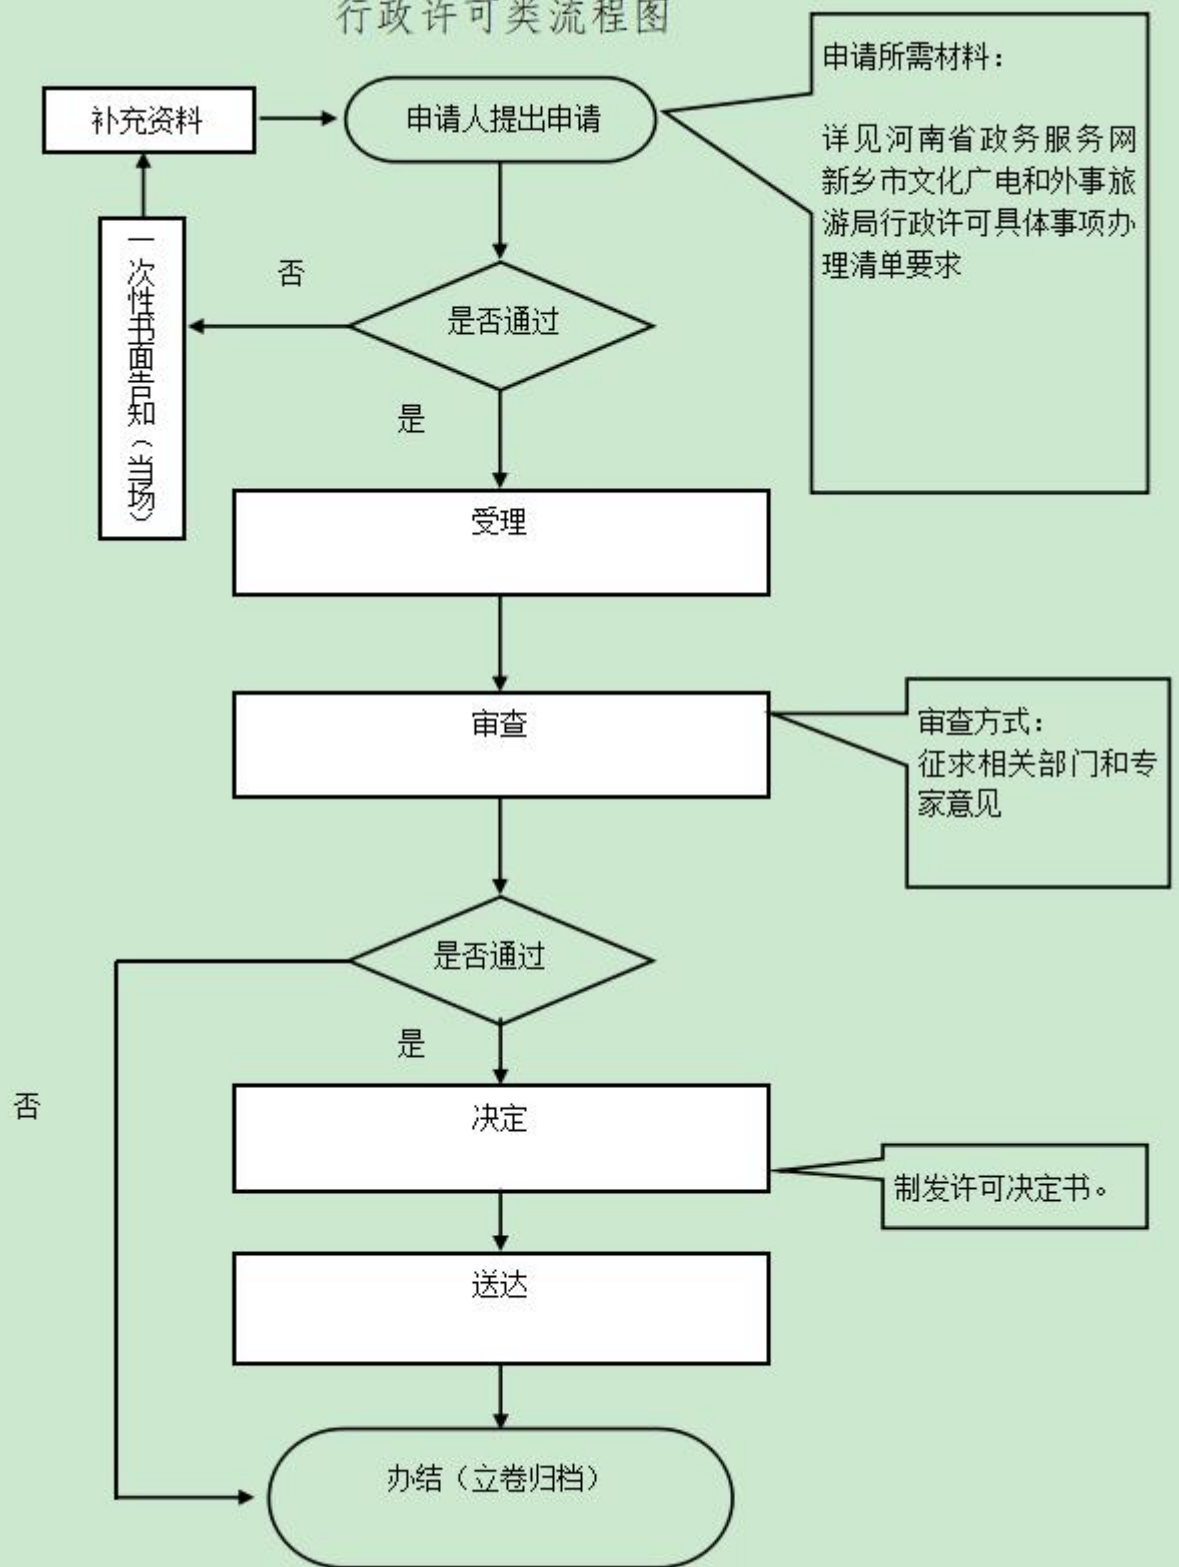 行政许可类流程图
申请所需材料：
补充资料
申请人提出申请
详见河南省政务服务网
新乡市文化广电和外事旅
游局行政许可具体事项办
理清单要求
一次性书面告知（当场）
否
是否通过
是
受理
审查
审查方式：
征求相关部门和专
家意见
是否通过
是
否
决定
制发许可决定书。
送达
办结（立卷归档）